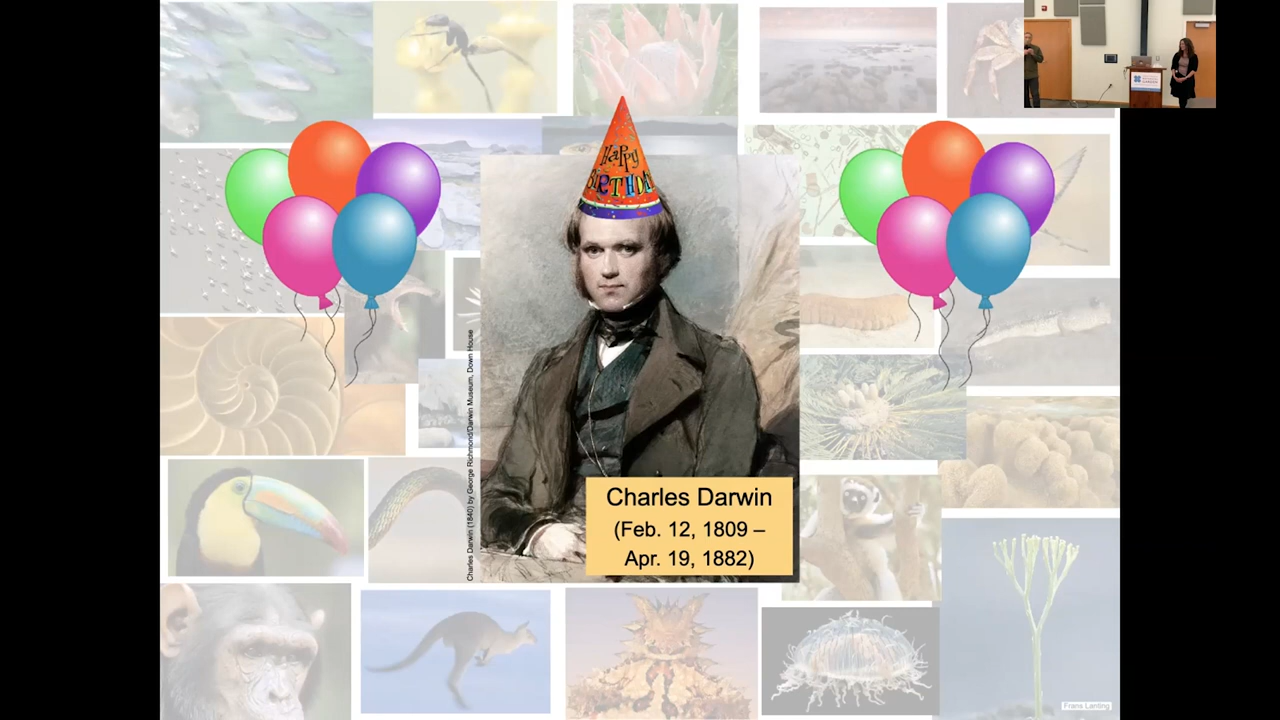 Happy
BIRTHDAY
Charles Darwin (1840) by George Richmond/Darwin Museum, Down House
Charles Darwin
(Feb. 12, 1809 –
Apr. 19, 1882)
Frans Lanting